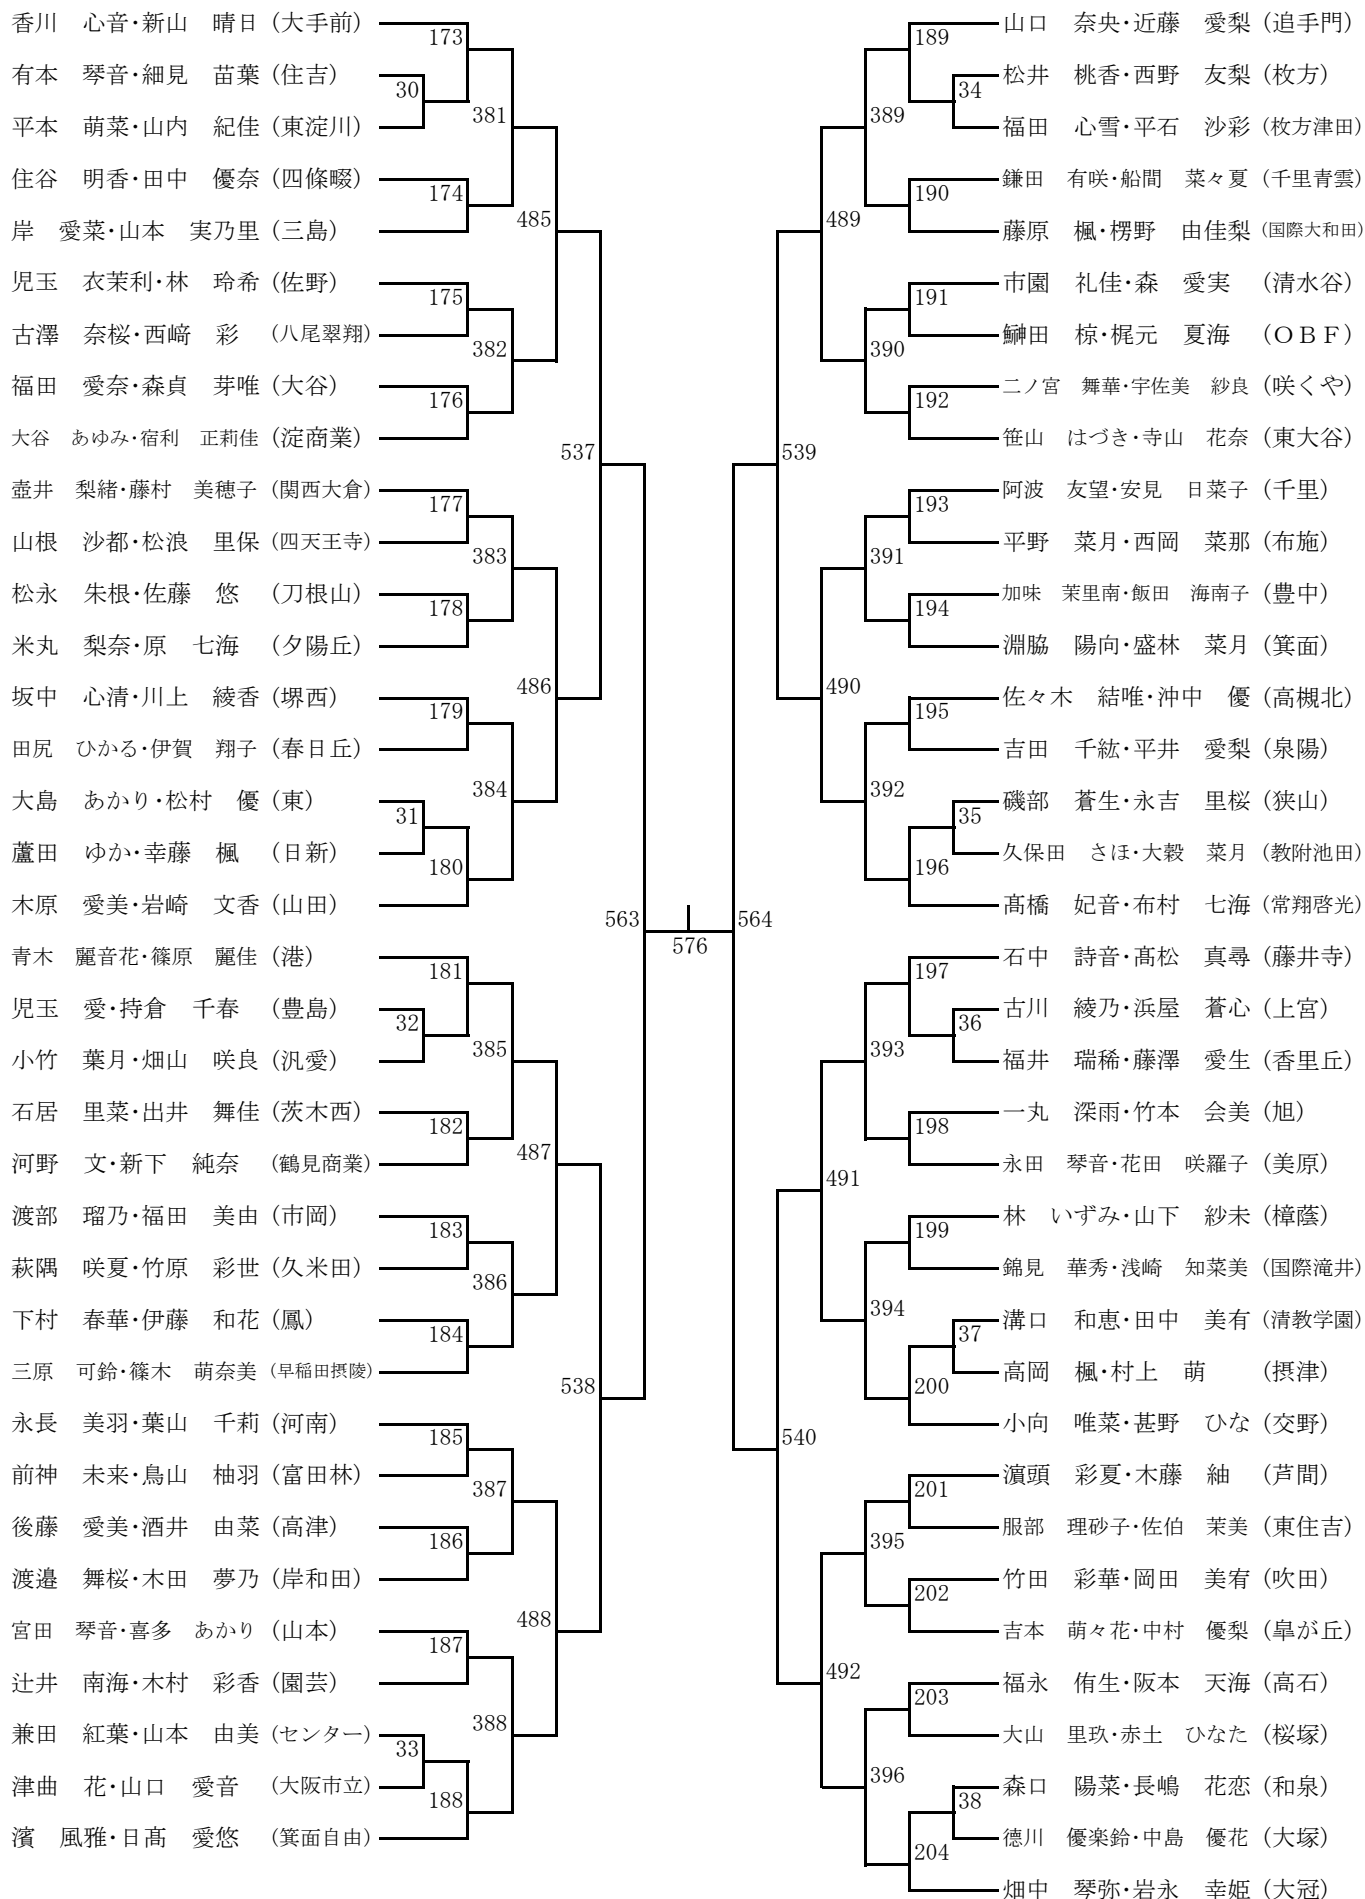 香川　心音・新山　晴日（大手前）
有本　琴音・細見　苗葉（住吉）
平本　萌菜・山内　紀佳（東淀川）
住谷　明香・田中　優奈（四條畷）
岸　愛菜・山本　実乃里（三島）
児玉　衣茉利・林　玲希（佐野）
古澤　奈桜・西﨑　彩　（八尾翠翔）
福田　愛奈・森貞　芽唯（大谷）
大谷　あゆみ・宿利　正莉佳（淀商業）
壺井　梨緒・藤村　美穂子（関西大倉）
山根　沙都・松浪　里保（四天王寺）
松永　朱根・佐藤　悠　（刀根山）
米丸　梨奈・原　七海　（夕陽丘）
坂中　心清・川上　綾香（堺西）
田尻　ひかる・伊賀　翔子（春日丘）
大島　あかり・松村　優（東）
蘆田　ゆか・幸藤　楓　（日新）
木原　愛美・岩崎　文香（山田）
青木　麗音花・篠原　麗佳（港）
児玉　愛・持倉　千春　（豊島）
小竹　葉月・畑山　咲良（汎愛）
石居　里菜・出井　舞佳（茨木西）
河野　文・新下　純奈　（鶴見商業）
渡部　瑠乃・福田　美由（市岡）
萩隅　咲夏・竹原　彩世（久米田）
下村　春華・伊藤　和花（鳳）
三原　可鈴・篠木　萌奈美（早稲田摂陵）
永長　美羽・葉山　千莉（河南）
前神　未来・鳥山　柚羽（富田林）
後藤　愛美・酒井　由菜（高津）
渡邉　舞桜・木田　夢乃（岸和田）
宮田　琴音・喜多　あかり（山本）
辻井　南海・木村　彩香（園芸）
兼田　紅葉・山本　由美（センター）
津曲　花・山口　愛音　（大阪市立）
濱　風雅・日髙　愛悠　（箕面自由）
173
30
174
175
176
177
178
179
31
180
181
32
182
183
184
185
186
187
33
188
381
382
383
384
385
386
387
388
485
486
487
488
537
538
563
576
564
539
540
489
490
491
492
389
390
391
392
393
394
395
396
189
34
190
191
192
193
194
195
35
196
197
36
198
199
37
200
201
202
203
38
204
山口　奈央・近藤　愛梨（追手門）
松井　桃香・西野　友梨（枚方）
福田　心雪・平石　沙彩（枚方津田）
鎌田　有咲・船間　菜々夏（千里青雲）
藤原　楓・楞野　由佳梨（国際大和田）
市園　礼佳・森　愛実　（清水谷）
鰰田　椋・梶元　夏海　（ＯＢＦ）
二ノ宮　舞華・宇佐美　紗良（咲くや）
笹山　はづき・寺山　花奈（東大谷）
阿波　友望・安見　日菜子（千里）
平野　菜月・西岡　菜那（布施）
加味　茉里南・飯田　海南子（豊中）
淵脇　陽向・盛林　菜月（箕面）
佐々木　結唯・沖中　優（高槻北）
吉田　千紘・平井　愛梨（泉陽）
磯部　蒼生・永吉　里桜（狭山）
久保田　さほ・大穀　菜月（教附池田）
髙橋　妃音・布村　七海（常翔啓光）
石中　詩音・髙松　真尋（藤井寺）
古川　綾乃・浜屋　蒼心（上宮）
福井　瑞稀・藤澤　愛生（香里丘）
一丸　深雨・竹本　会美（旭）
永田　琴音・花田　咲羅子（美原）
林　いずみ・山下　紗未（樟蔭）
錦見　華秀・浅崎　知菜美（国際滝井）
溝口　和恵・田中　美有（清教学園）
高岡　楓・村上　萌　　（摂津）
小向　唯菜・甚野　ひな（交野）
濵頭　彩夏・木藤　紬　（芦間）
服部　理砂子・佐伯　茉美（東住吉）
竹田　彩華・岡田　美宥（吹田）
吉本　萌々花・中村　優梨（皐が丘）
福永　侑生・阪本　天海（高石）
大山　里玖・赤土　ひなた（桜塚）
森口　陽菜・長嶋　花恋（和泉）
德川　優楽鈴・中島　優花（大塚）
畑中　琴弥・岩永　幸姫（大冠）